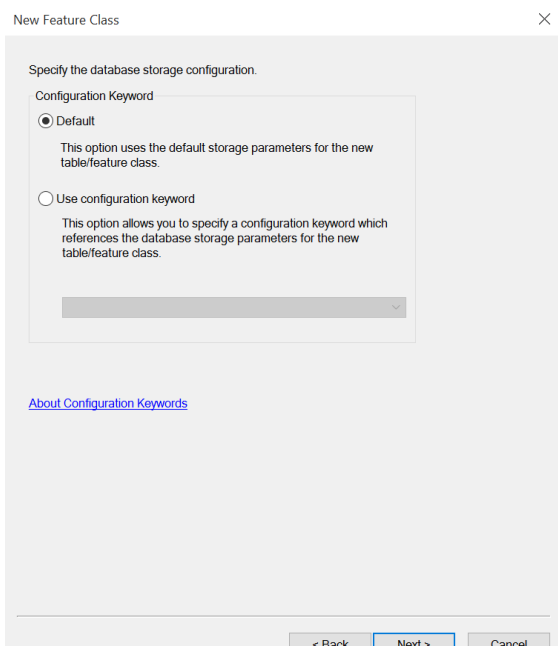 New Feature Class
Specify the database storage configuration.
Configuration Keyword
Default
This option uses the default storage parameters for the new
table/feature class.
Use configuration keyword
This option allows you to specify a configuration keyword which
references the database storage parameters for the new
table/feature class.
About Configuration Keywords
< Back Next > Cancel